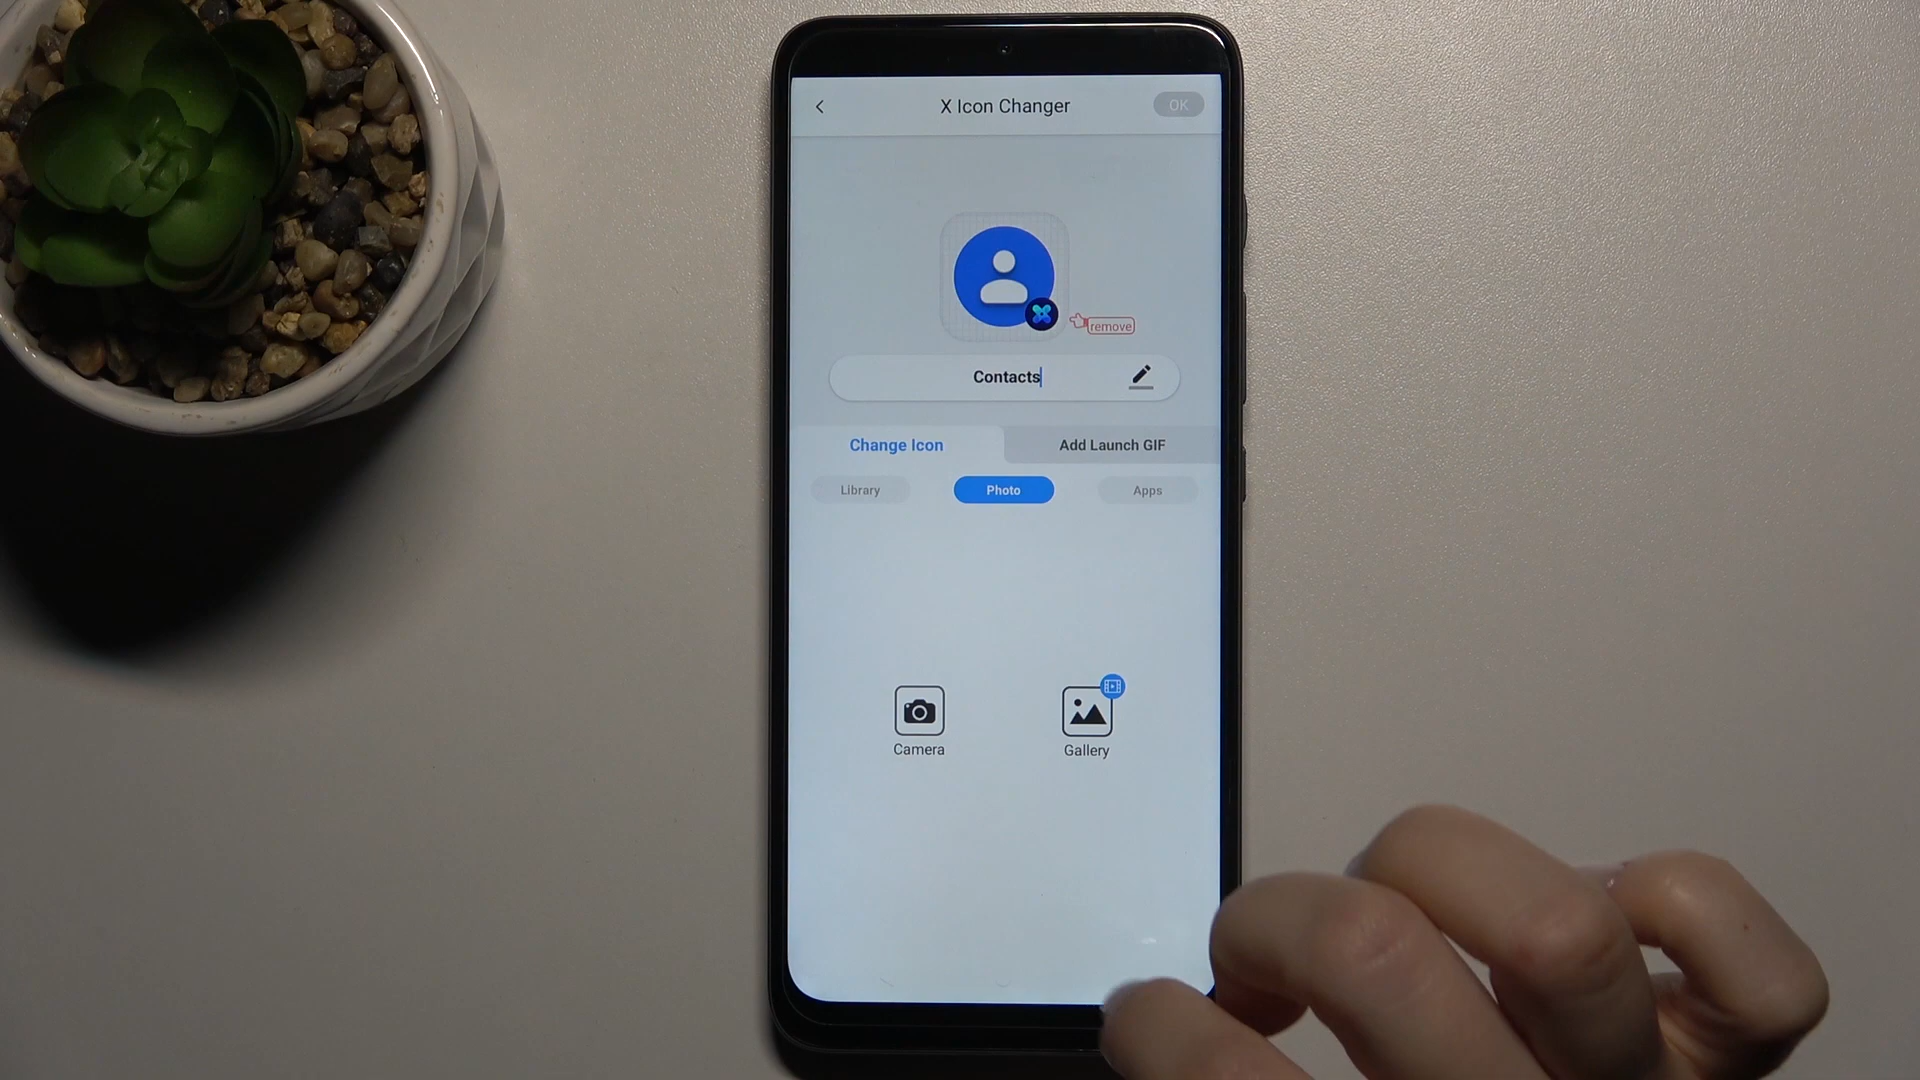 X Icon Changer
OK
remove
Contacts
Change Icon
Add Launch GIF
Library
Photo
Apps
Camera
Gallery